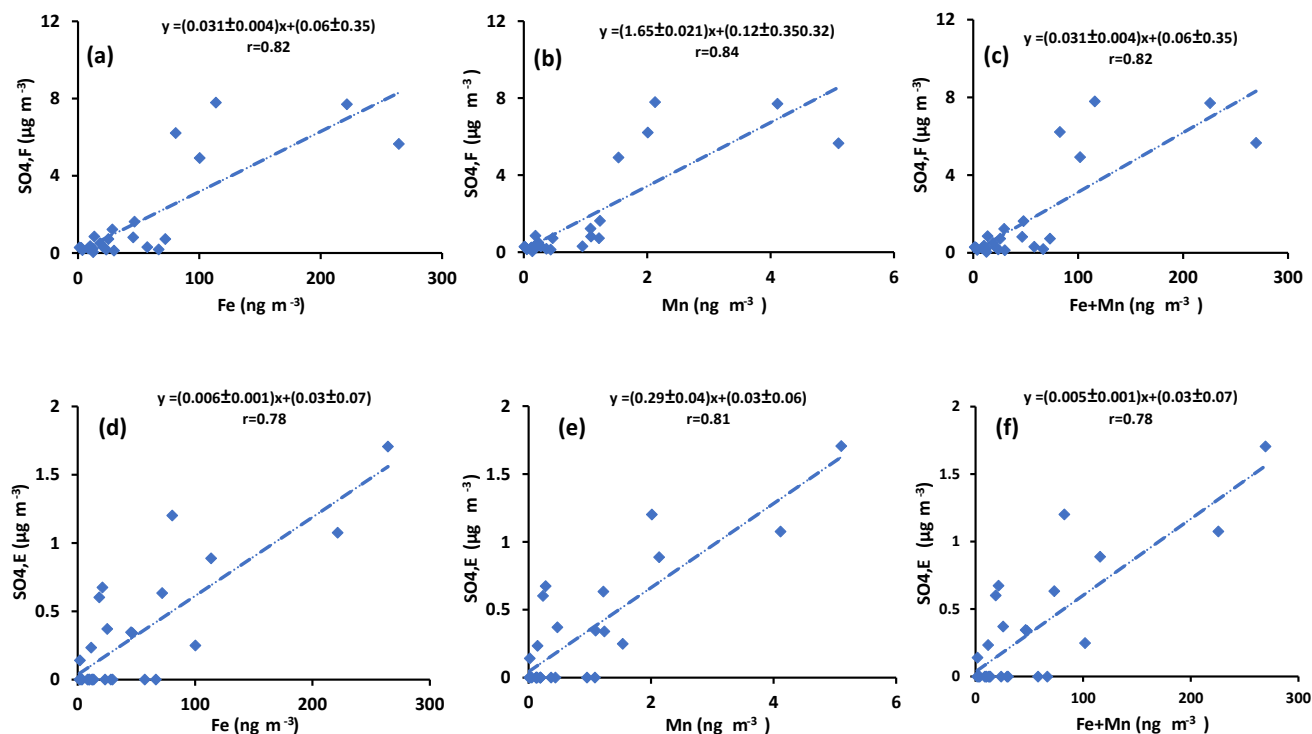 y =(0.031±0.004)x+(0.06±0.35)
r=0.82
(a)
12
8
4
0
SO4,F (µg m⁻³)
0 100 200 300
Fe (ng m⁻³)
y =(1.65±0.021)x+(0.12±0.350.32)
r=0.84
(b)
12
8
4
0
SO4,F (µg m⁻³)
0 2 4 6
Mn (ng m⁻³)
y =(0.031±0.004)x+(0.06±0.35)
r=0.82
(c)
12
8
4
0
SO4,F (µg m⁻³)
0 100 200 300
Fe+Mn (ng m⁻³)
y =(0.006±0.001)x+(0.03±0.07)
r=0.78
(d)
2
1.5
1
0.5
0
SO4,E (µg m⁻³)
0 100 200 300
Fe (ng m⁻³)
y =(0.29±0.04)x+(0.03±0.06)
r=0.81
(e)
2
1.5
1
0.5
0
SO4,E (µg m⁻³)
0 2 4 6
Mn (ng m⁻³)
y =(0.005±0.001)x+(0.03±0.07)
r=0.78
(f)
2
1.5
1
0.5
0
SO4,E (µg m⁻³)
0 100 200 300
Fe+Mn (ng m⁻³)